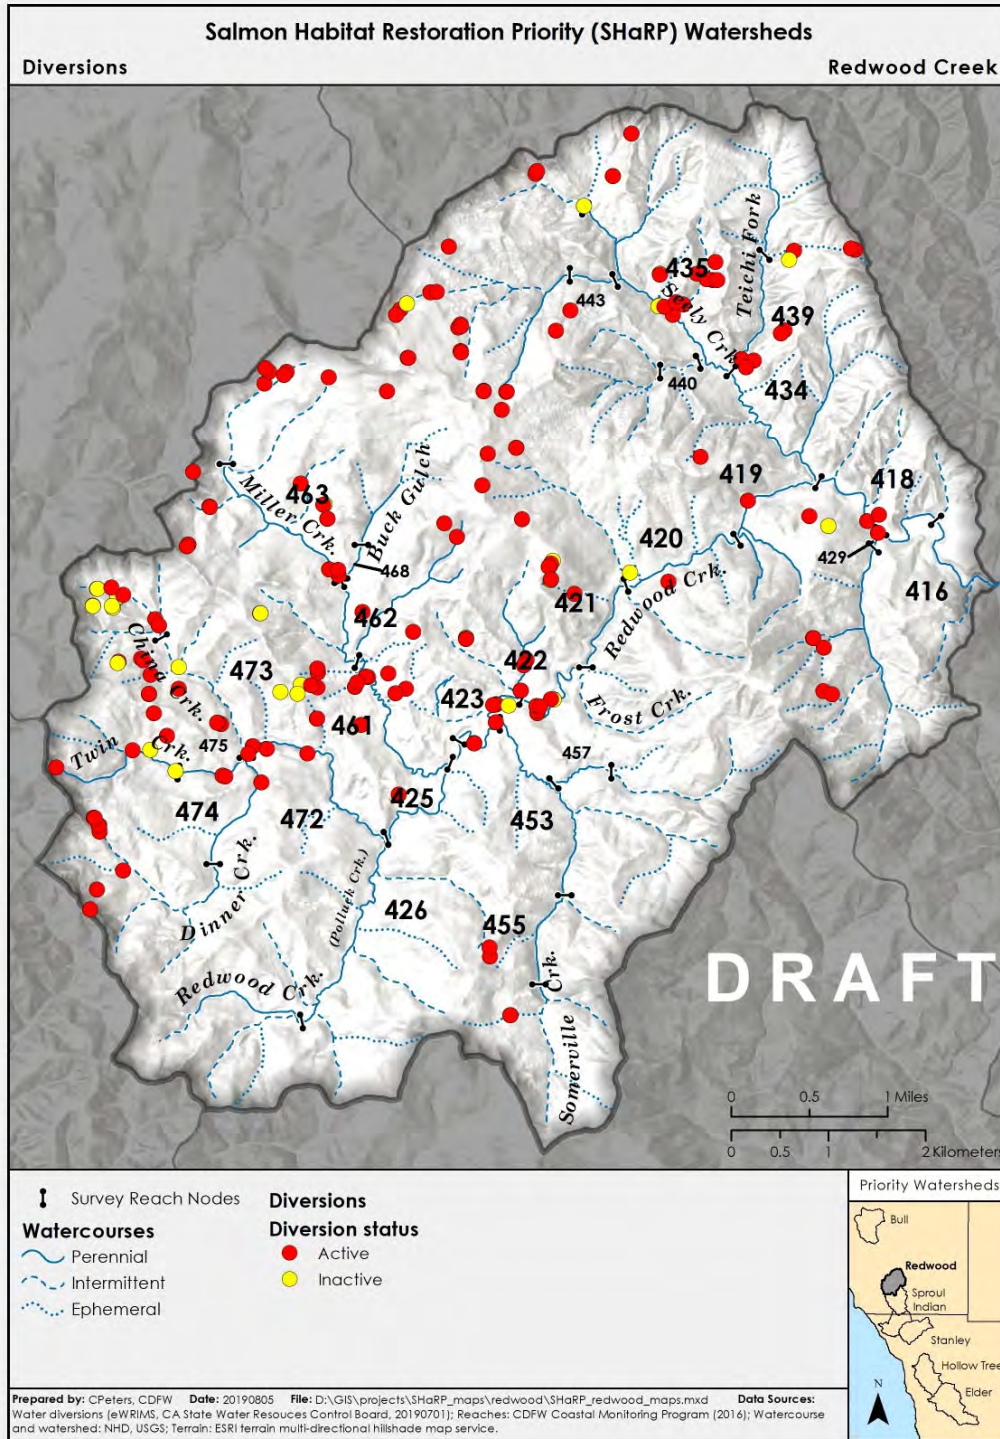 Salmon Habitat Restoration Priority (SHaRP) Watersheds
Diversions
Redwood Creek
Teichi Fork
435
443
Seely Crk.
439
440
434
463
Miller Crk.
Buck Gulch
419
418
468
420
429
416
462
421
Redwood Crk.
China Crk.
473
422
423
Frost Crk.
461
Twin Crk.
475
457
474
472
425
453
Dinner Crk.
(Pollock Crk.)
426
455
Redwood Crk.
Somerville Crk.
DRAFT
0 0.5 1 Miles
0 0.5 1 2 Kilometers
Survey Reach Nodes
Watercourses
Perennial
Intermittent
Ephemeral
Diversions
Diversion status
Active
Inactive
Priority Watersheds
Bull
Redwood
Sproul
Indian
Stanley
Hollow Tree
Elder
N
Prepared by: CPeters, CDFW Date: 20190805 File: D:\GIS\projects\SHaRP_maps\redwood\SHaRP_redwood_maps.mxd Data Sources:
Water diversions (eWRIMS, CA State Water Resouces Control Board, 20190701); Reaches: CDFW Coastal Monitoring Program (2016); Watercourse
and watershed: NHD, USGS; Terrain: ESRI terrain multi-directional hillshade map service.